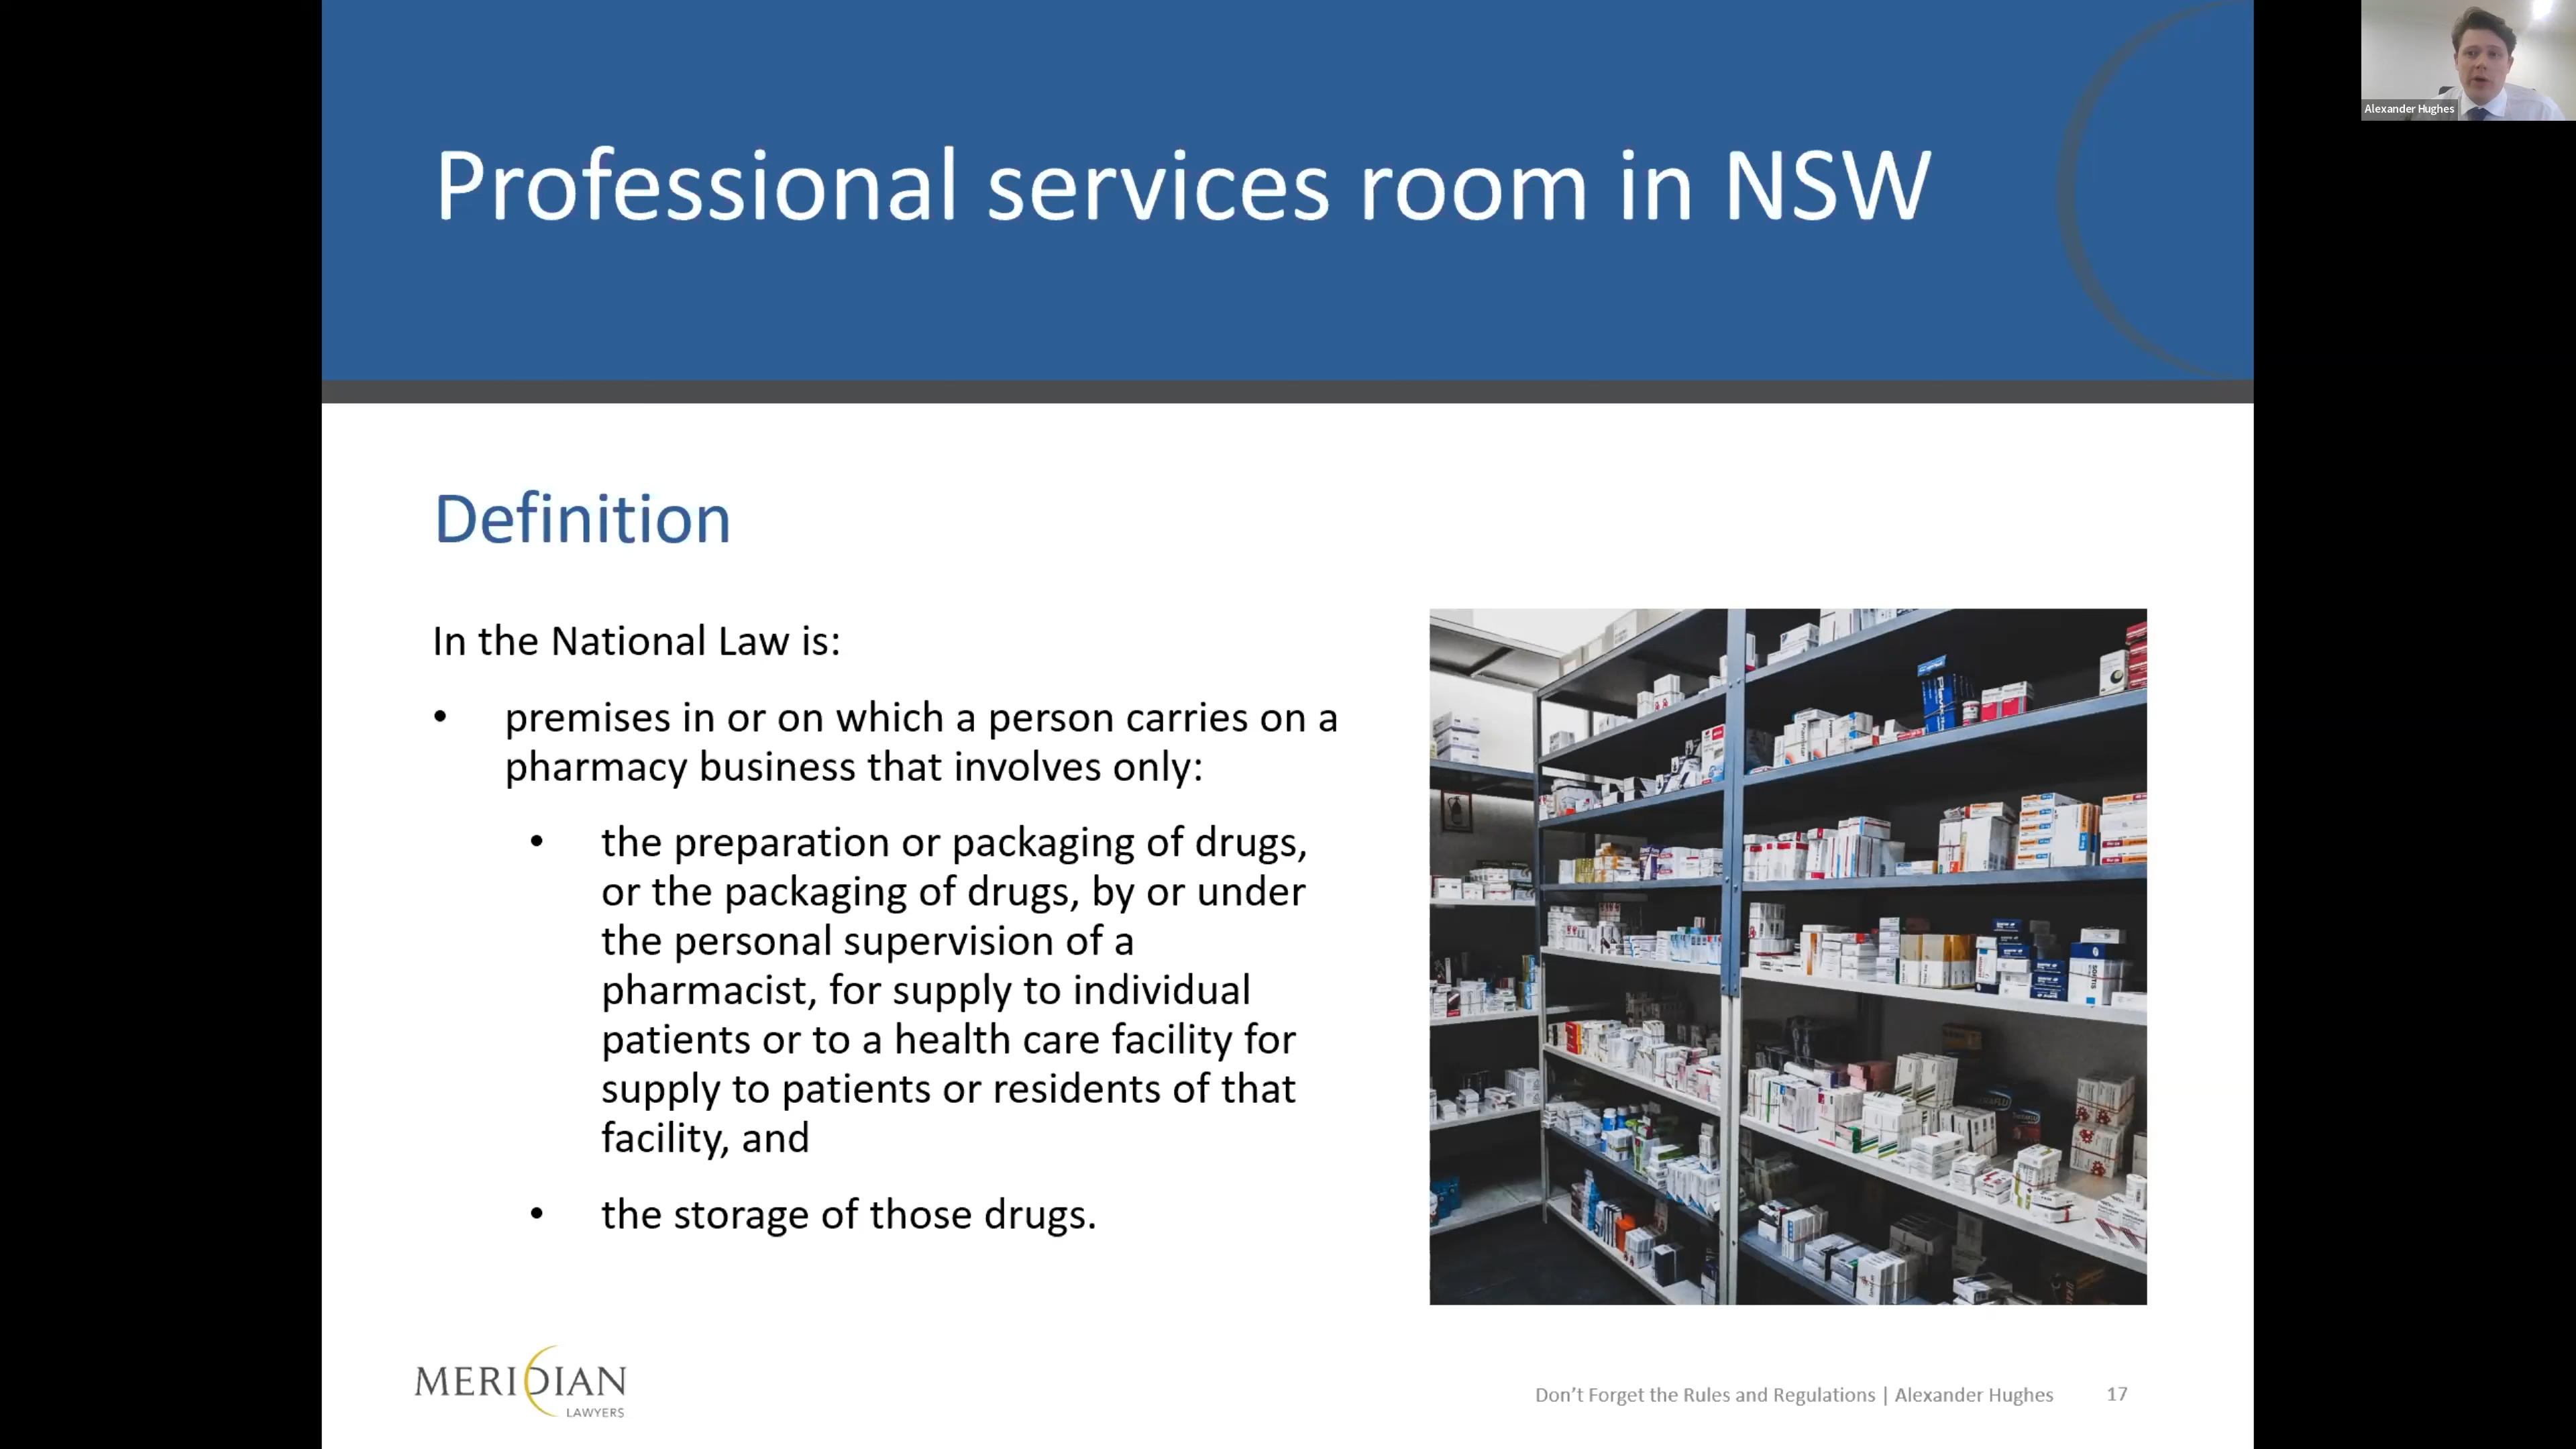 Professional services room in NSW
Alexander Hughes
Definition
In the National Law is:
• premises in or on which a person carries on a
pharmacy business that involves only:
• the preparation or packaging of drugs,
or the packaging of drugs, by or under
the personal supervision of a
pharmacist, for supply to individual
patients or to a health care facility for
supply to patients or residents of that
facility, and
• the storage of those drugs.
MERIDIAN
LAWYERS
Don’t Forget the Rules and Regulations | Alexander Hughes 17